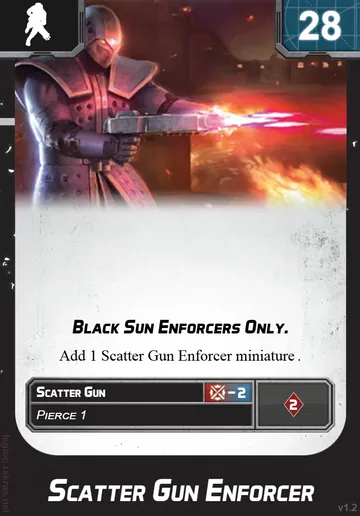 28
BLACK SUN ENFORCERS ONLY.
Add 1 Scatter Gun Enforcer miniature .
SCATTER GUN
-2
2
PIERCE 1
SCATTER GUN ENFORCER
v1.2